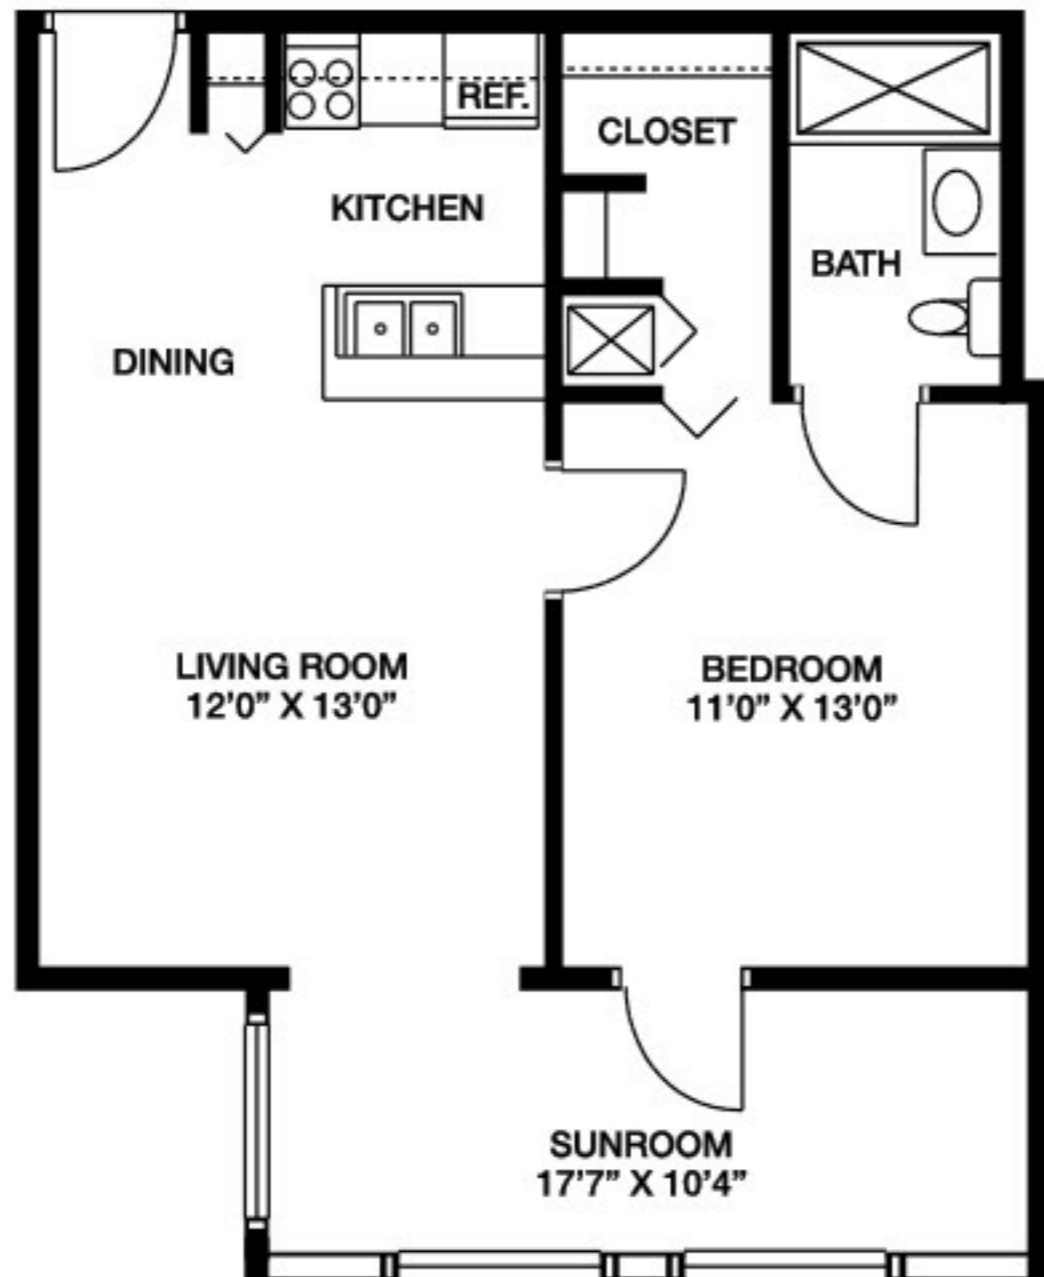 REF.
CLOSET
KITCHEN
BATH
DINING
LIVING ROOM
12’0” X 13’0”
BEDROOM
11’0” X 13’0”
SUNROOM
17’7” X 10’4”